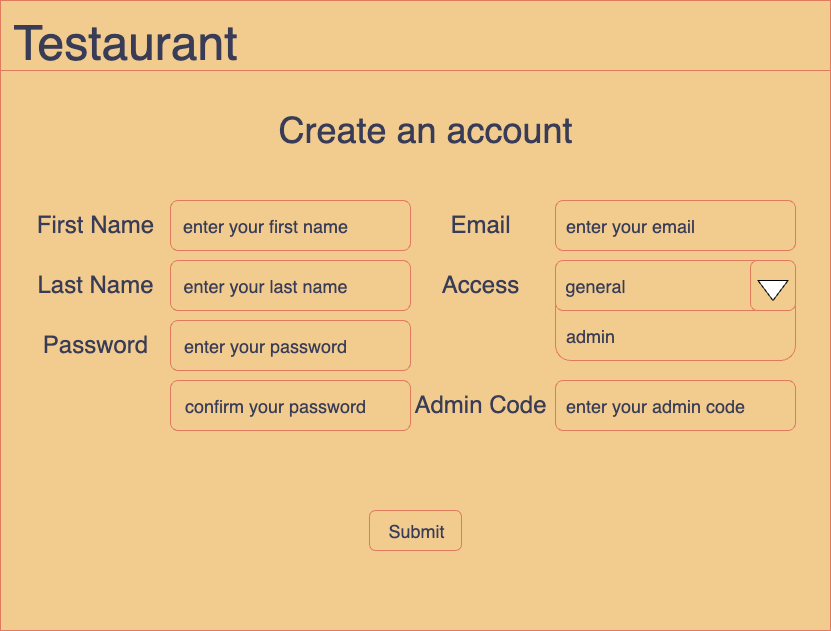 Testaurant
Create an account
First Name enter your first name Email enter your email
Last Name enter your last name Access general
Password enter your password admin
confirm your password Admin Code enter your admin code
Submit